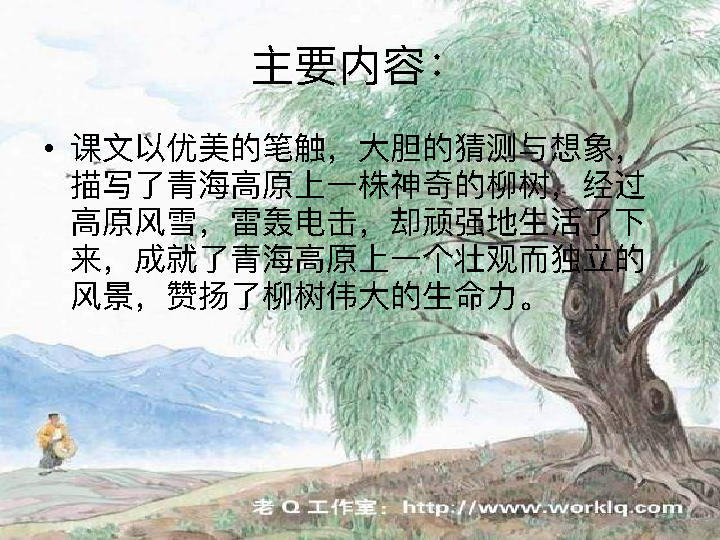 主要内容：
• 课文以优美的笔触，大胆的猜测与想象，
描写了青海高原上一株神奇的柳树，经过
高原风雪，雷轰电击，却顽强地生活了下
来，成就了青海高原上一个壮观而独立的
风景，赞扬了柳树伟大的生命力。
老 Q 工作室：http://www.worklq.com